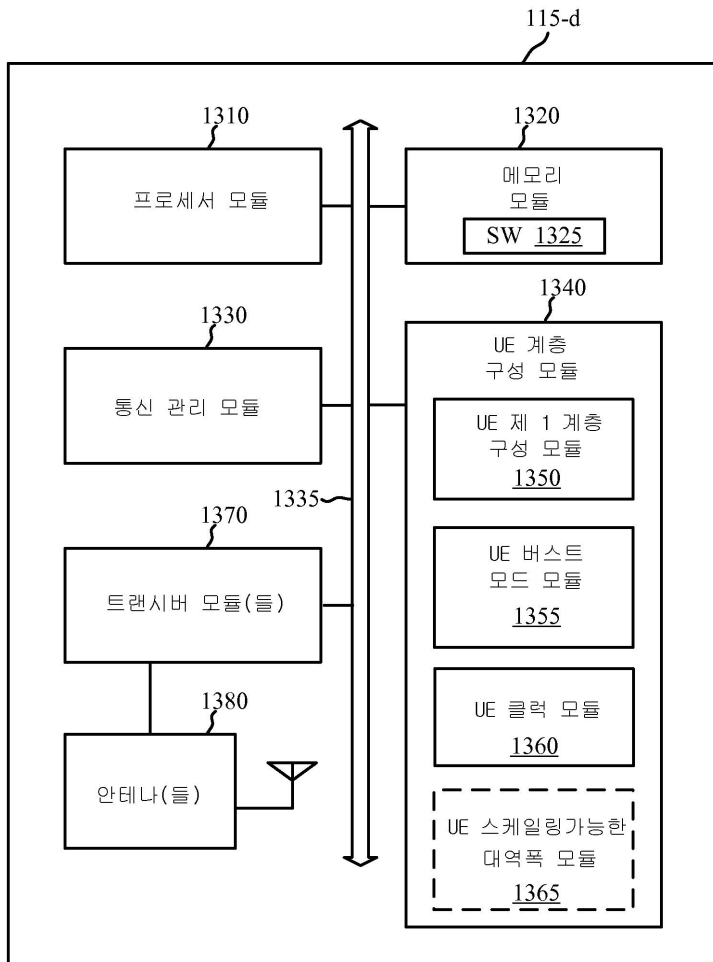 115-d
1310
프로세서 모듈
1320
메모리
모듈
SW 1325
1330
통신 관리 모듈
1335
1340
UE 계층
구성 모듈
UE 제 1 계층
구성 모듈
1350
UE 버스트
모드 모듈
1355
UE 클럭 모듈
1360
UE 스케일링가능한
대역폭 모듈
1365
1370
트랜시버 모듈(들)
1380
안테나(들)